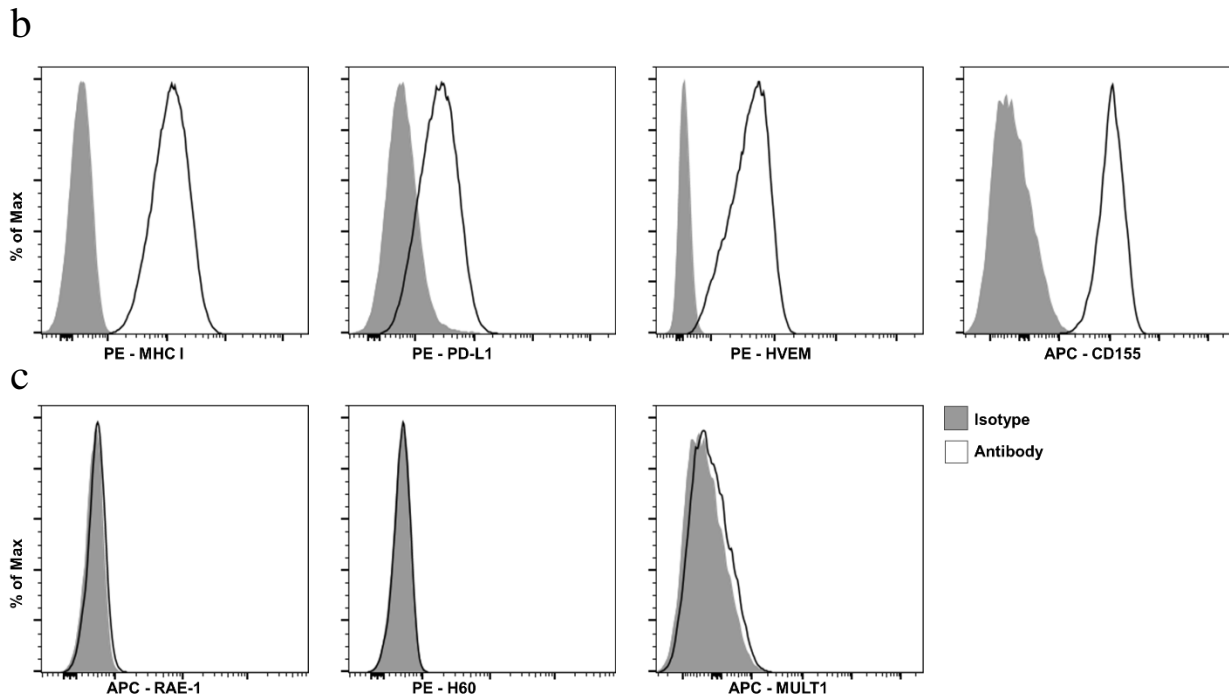 b
% of Max
PE - MHC I
PE - PD-L1
PE - HVEM
APC - CD155
c
% of Max
APC - RAE-1
PE - H60
APC - MULT1
Isotype
Antibody